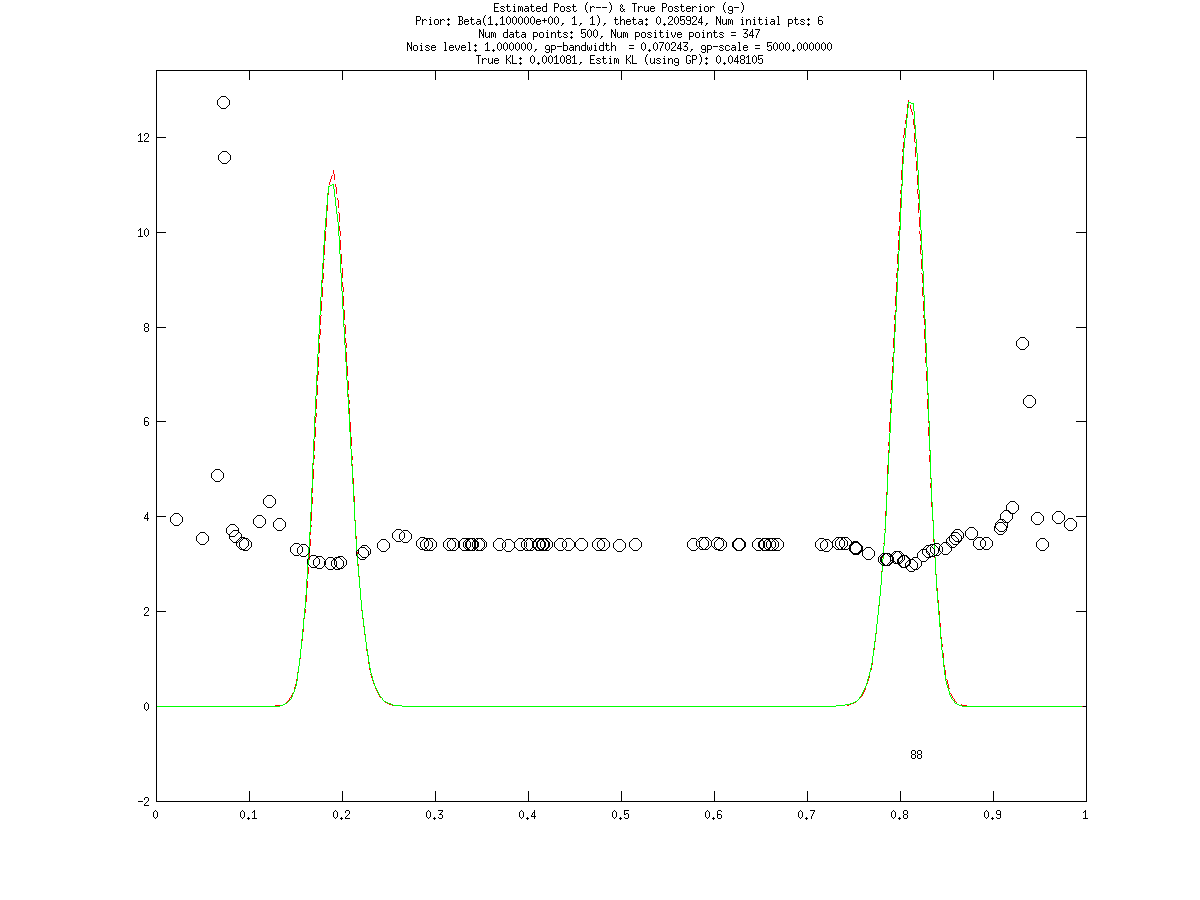 Estimated Post (r--) & True Posterior (g-)
Prior: Beta(1.100000e+00, 1, 1), theta: 0.205924, Num initial pts: 6
Num data points: 500, Num positive points = 347
Noise level: 1.000000, gp-bandwidth  = 0.070243, gp-scale = 5000.000000
True KL: 0.001081, Estim KL (using GP): 0.048105
12
10
8
6
4
2
0
88
-2
0 0.1 0.2 0.3 0.4 0.5 0.6 0.7 0.8 0.9 1